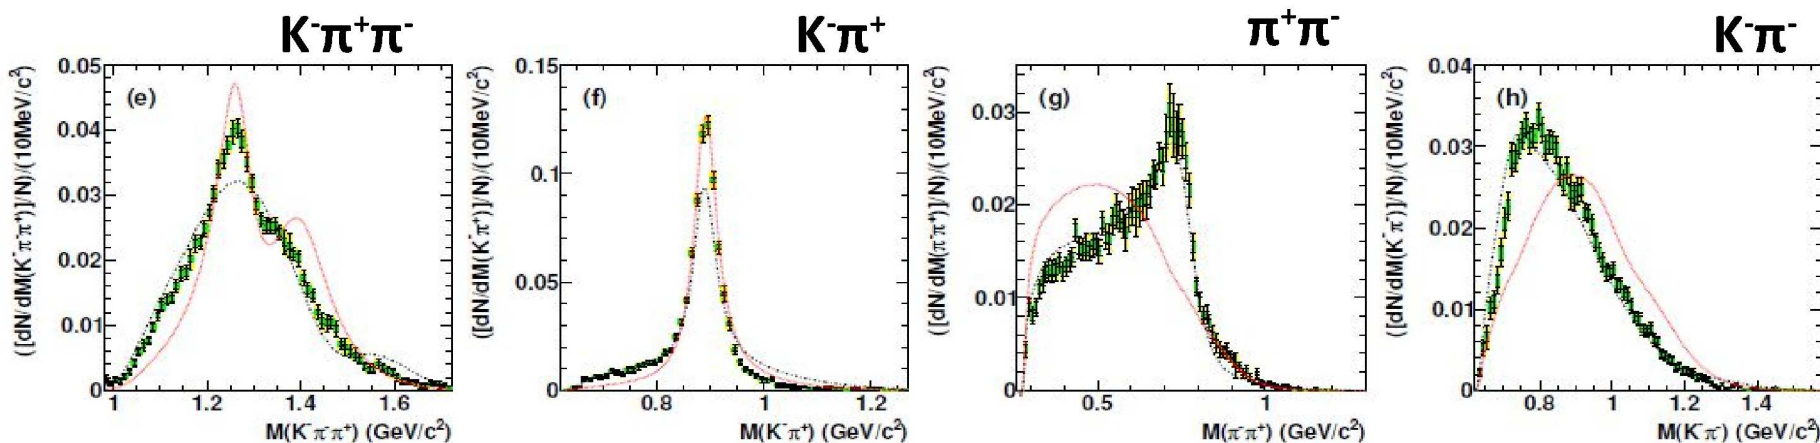 K⁻π⁺π⁻
([dN/dM(K⁻π⁻π⁺)]/N)/(10MeV/c²)
(e)
0.05
0.04
0.03
0.02
0.01
0
1 1.2 1.4 1.6
M(K⁻π⁻π⁺) (GeV/c²)
K⁻π⁺
([dN/dM(K⁻π⁺)]/N)/(10MeV/c²)
(f)
0.15
0.1
0.05
0
0.8 1 1.2
M(K⁻π⁺) (GeV/c²)
π⁺π⁻
([dN/dM(π⁻π⁺)]/N)/(10MeV/c²)
(g)
0.03
0.02
0.01
0
0.5 1
M(π⁻π⁺) (GeV/c²)
K⁻π⁻
([dN/dM(K⁻π⁻)]/N)/(10MeV/c²)
(h)
0.04
0.03
0.02
0.01
0
0.8 1 1.2 1.4
M(K⁻π⁻) (GeV/c²)